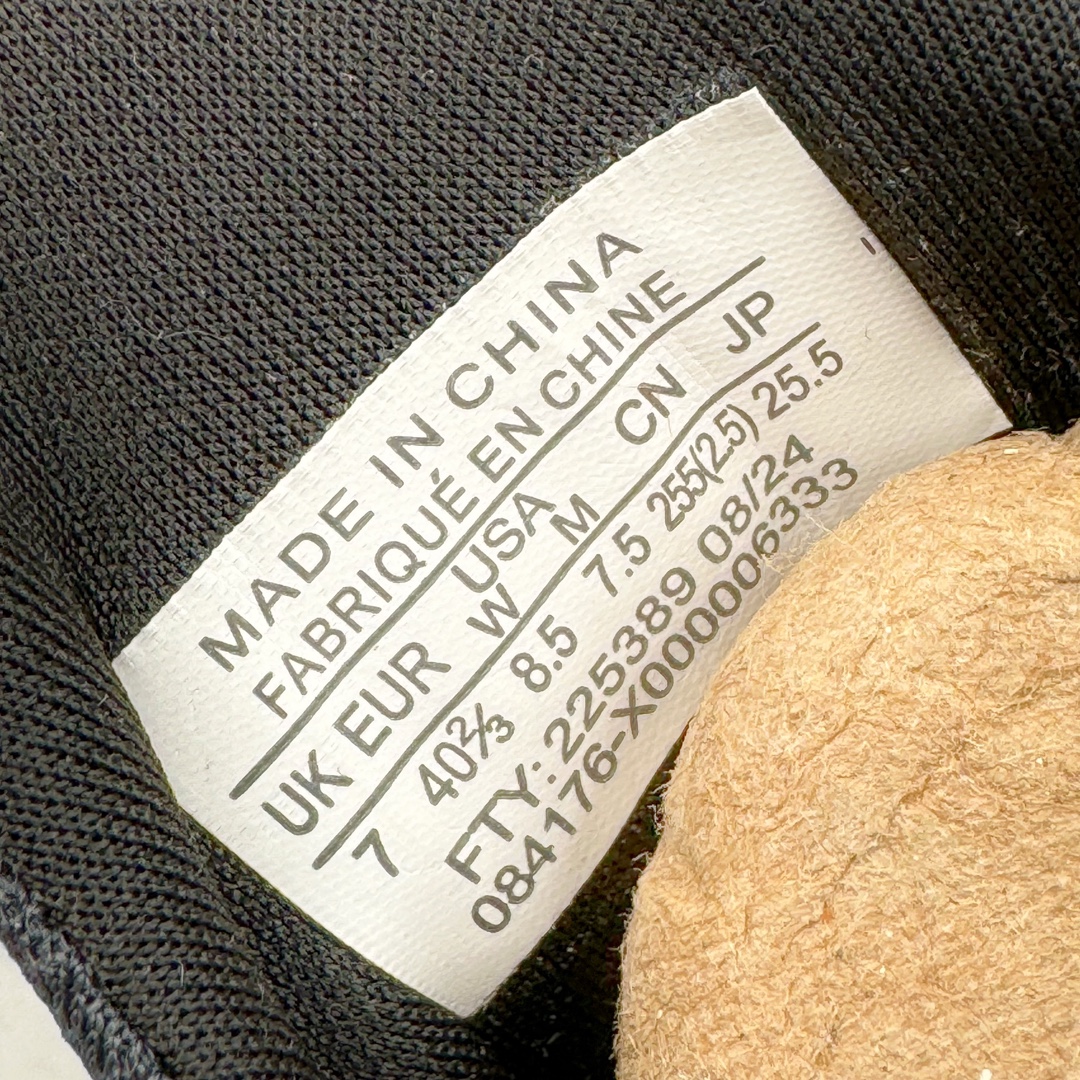 MADE IN CHINA
FABRIQUÉ EN CHINE
UK EUR USA CN JP
W M
7 40⅔ 8.5 7.5 255(2.5) 25.5
FTY: 225389 08/24
084176-X000006333